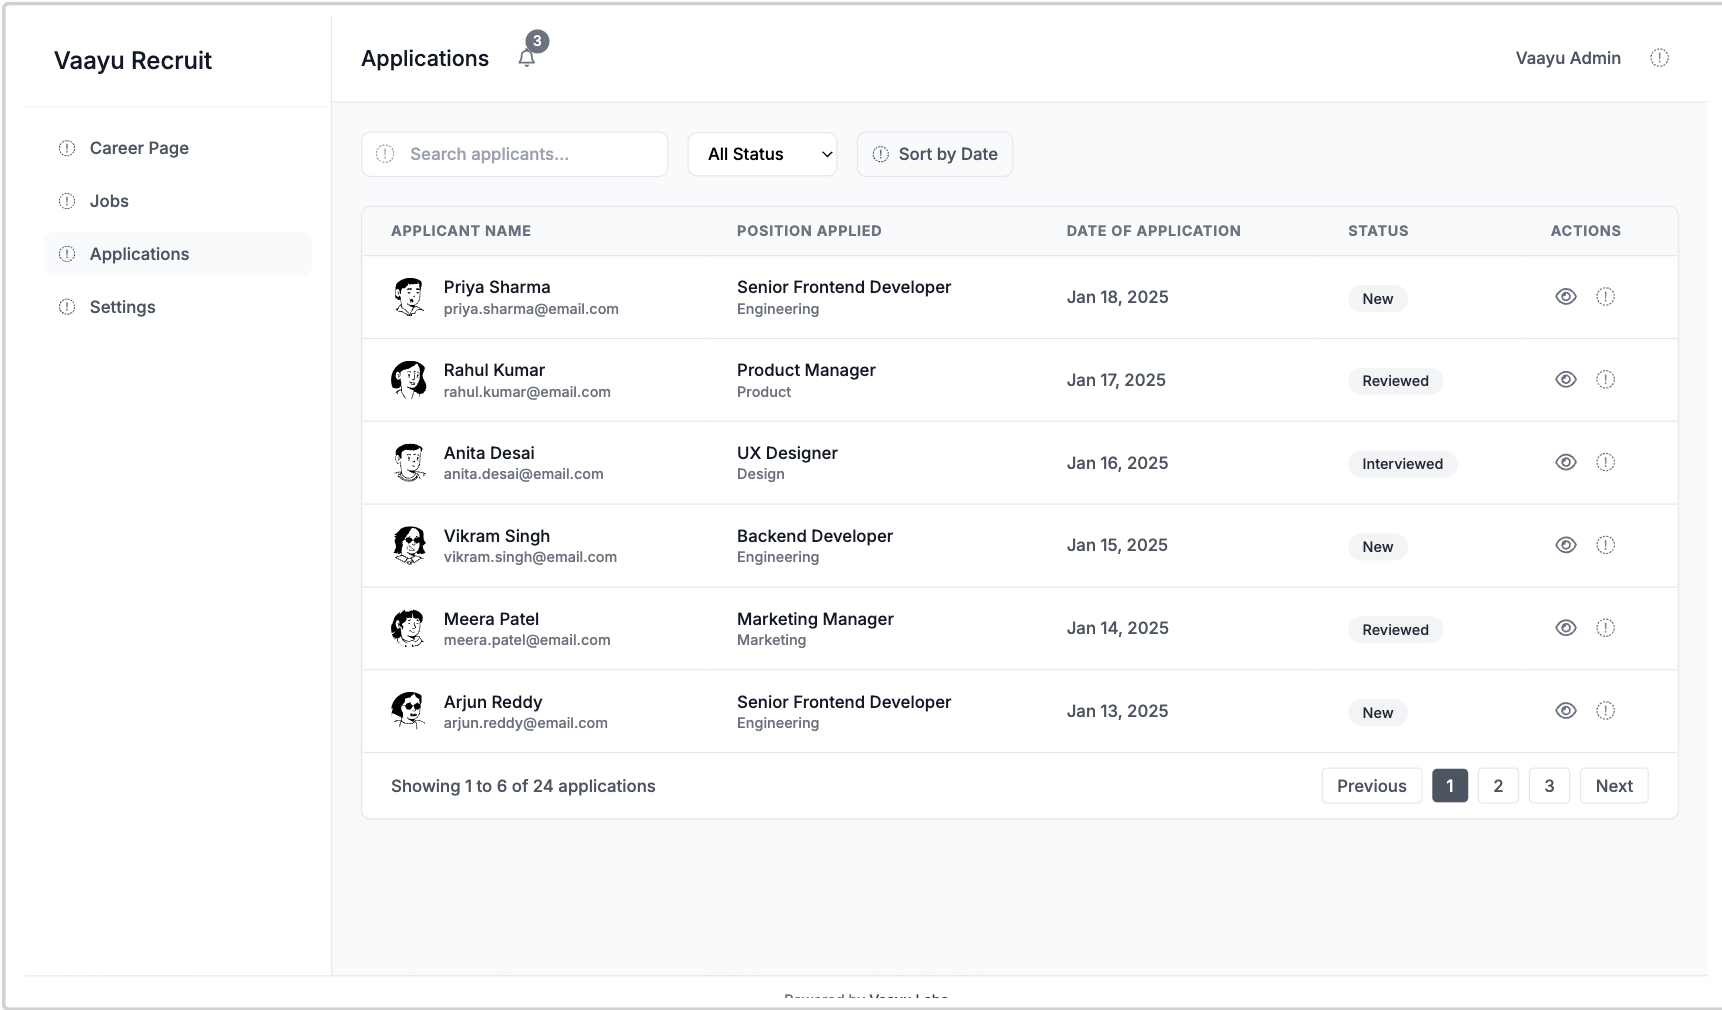 Vaayu Recruit
Applications
3
Vaayu Admin
Career Page
Jobs
Applications
Settings
Search applicants...
All Status
Sort by Date
APPLICANT NAME POSITION APPLIED DATE OF APPLICATION STATUS ACTIONS
Priya Sharma
priya.sharma@email.com
Senior Frontend Developer
Engineering
Jan 18, 2025
New
Rahul Kumar
rahul.kumar@email.com
Product Manager
Product
Jan 17, 2025
Reviewed
Anita Desai
anita.desai@email.com
UX Designer
Design
Jan 16, 2025
Interviewed
Vikram Singh
vikram.singh@email.com
Backend Developer
Engineering
Jan 15, 2025
New
Meera Patel
meera.patel@email.com
Marketing Manager
Marketing
Jan 14, 2025
Reviewed
Arjun Reddy
arjun.reddy@email.com
Senior Frontend Developer
Engineering
Jan 13, 2025
New
Showing 1 to 6 of 24 applications
Previous 1 2 3 Next
Powered by Vaayu Labs